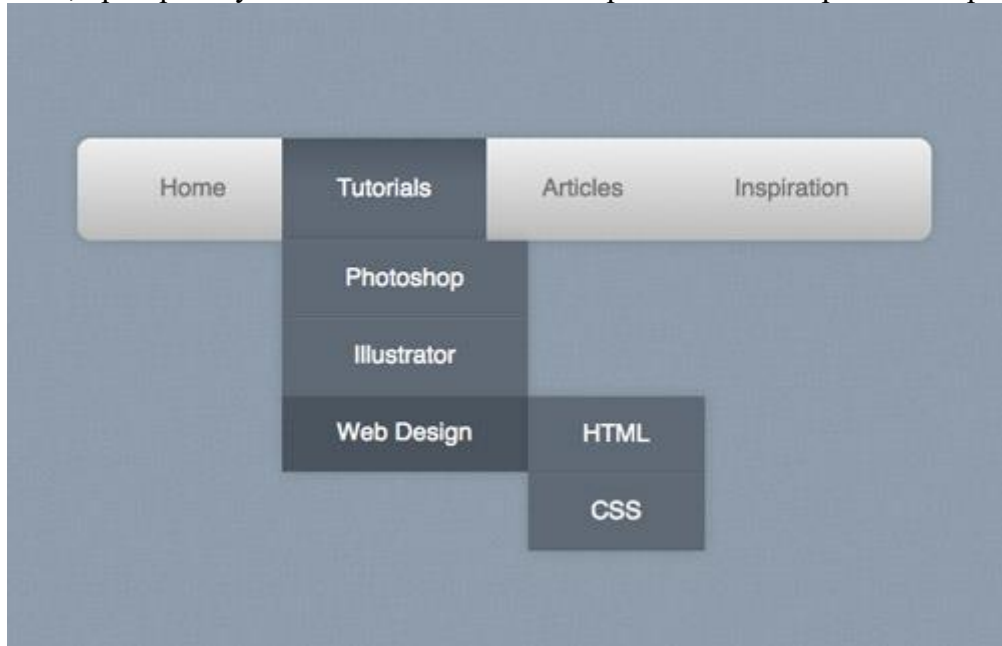 Home Tutorials Articles Inspiration
Photoshop
Illustrator
Web Design HTML
CSS